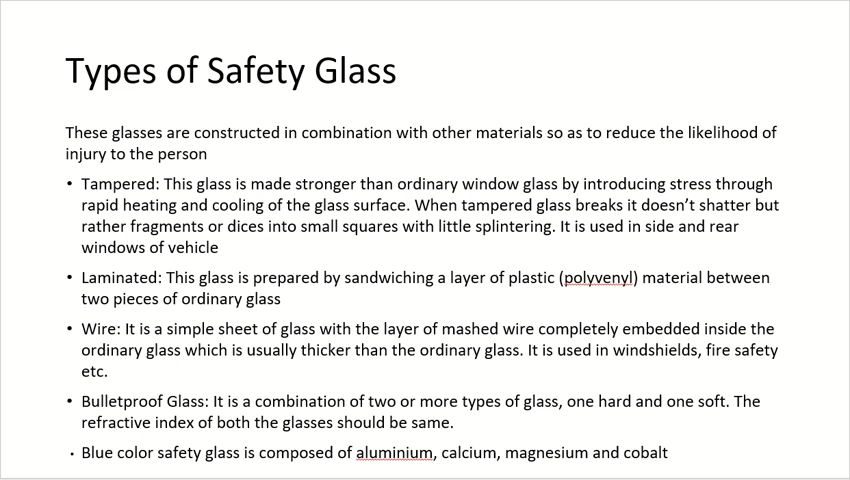 Types of Safety Glass
These glasses are constructed in combination with other materials so as to reduce the likelihood of
injury to the person
• Tampered: This glass is made stronger than ordinary window glass by introducing stress through
rapid heating and cooling of the glass surface. When tampered glass breaks it doesn’t shatter but
rather fragments or dices into small squares with little splintering. It is used in side and rear
windows of vehicle
• Laminated: This glass is prepared by sandwiching a layer of plastic (polyvenyl) material between
two pieces of ordinary glass
• Wire: It is a simple sheet of glass with the layer of mashed wire completely embedded inside the
ordinary glass which is usually thicker than the ordinary glass. It is used in windshields, fire safety
etc.
• Bulletproof Glass: It is a combination of two or more types of glass, one hard and one soft. The
refractive index of both the glasses should be same.
• Blue color safety glass is composed of aluminium, calcium, magnesium and cobalt